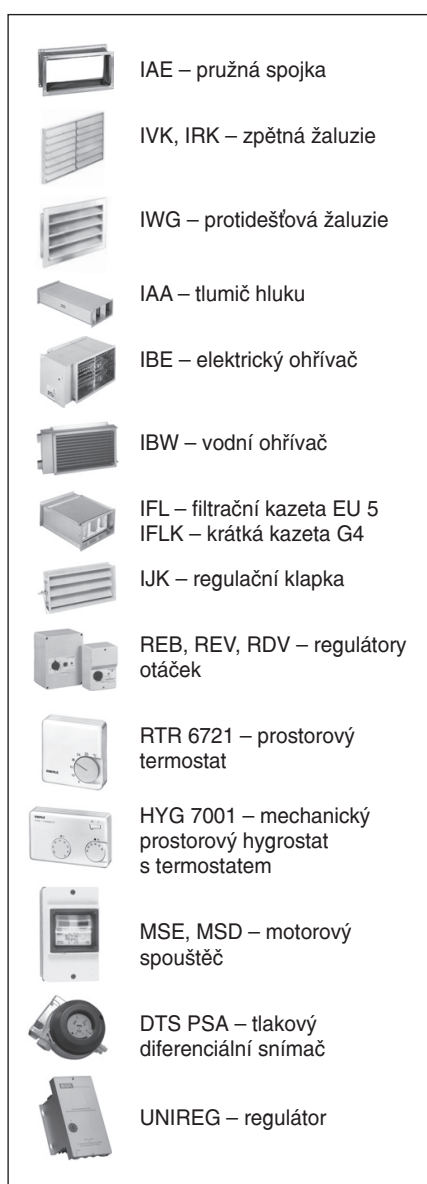 IAE – pružná spojka
IVK, IRK – zpětná žaluzie
IWG – protidešťová žaluzie
IAA – tlumič hluku
IBE – elektrický ohřívač
IBW – vodní ohřívač
IFL – filtrační kazeta EU 5
IFLK – krátká kazeta G4
IJK – regulační klapka
REB, REV, RDV – regulátory
otáček
RTR 6721 – prostorový
termostat
HYG 7001 – mechanický
prostorový hygrostat
s termostatem
MSE, MSD – motorový
spouštěč
DTS PSA – tlakový
diferenciální snímač
UNIREG – regulátor